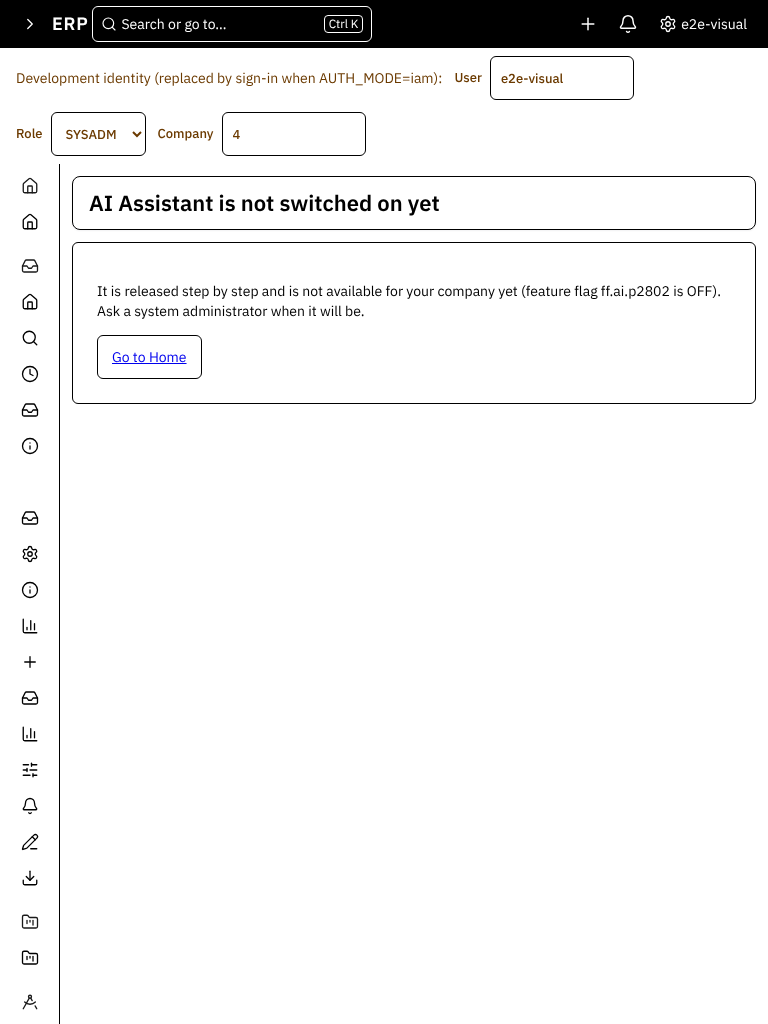 ERP
Search or go to...
Ctrl K
e2e-visual
Development identity (replaced by sign-in when AUTH_MODE=iam):
User
e2e-visual
Role
SYSADM
Company
4
AI Assistant is not switched on yet
It is released step by step and is not available for your company yet (feature flag ff.ai.p2802 is OFF).
Ask a system administrator when it will be.
Go to Home